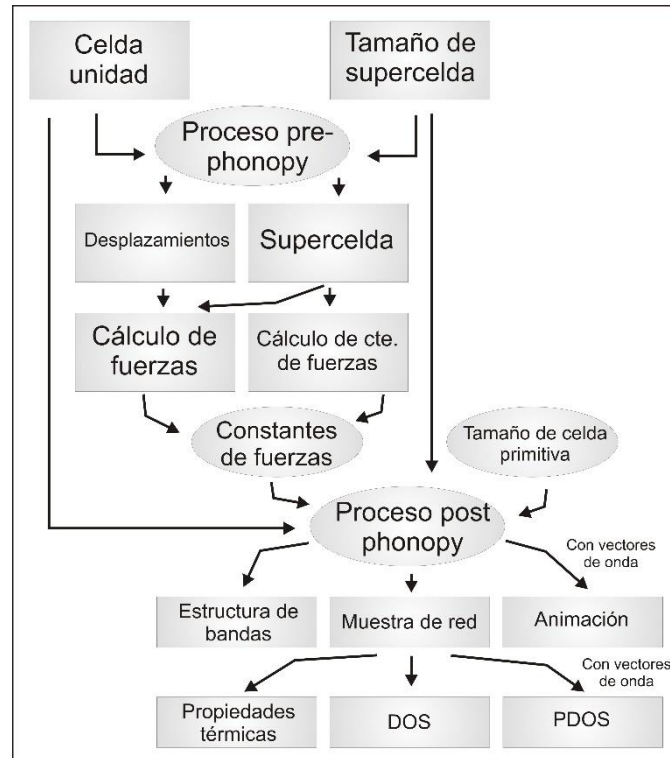 Celda
unidad
Tamaño de
supercelda
Proceso pre-
phonopy
Desplazamientos
Supercelda
Cálculo de
fuerzas
Cálculo de cte.
de fuerzas
Constantes
de fuerzas
Tamaño de celda
primitiva
Proceso post
phonopy
Con vectores
de onda
Estructura de
bandas
Muestra de red
Animación
Con vectores
de onda
Propiedades
térmicas
DOS
PDOS